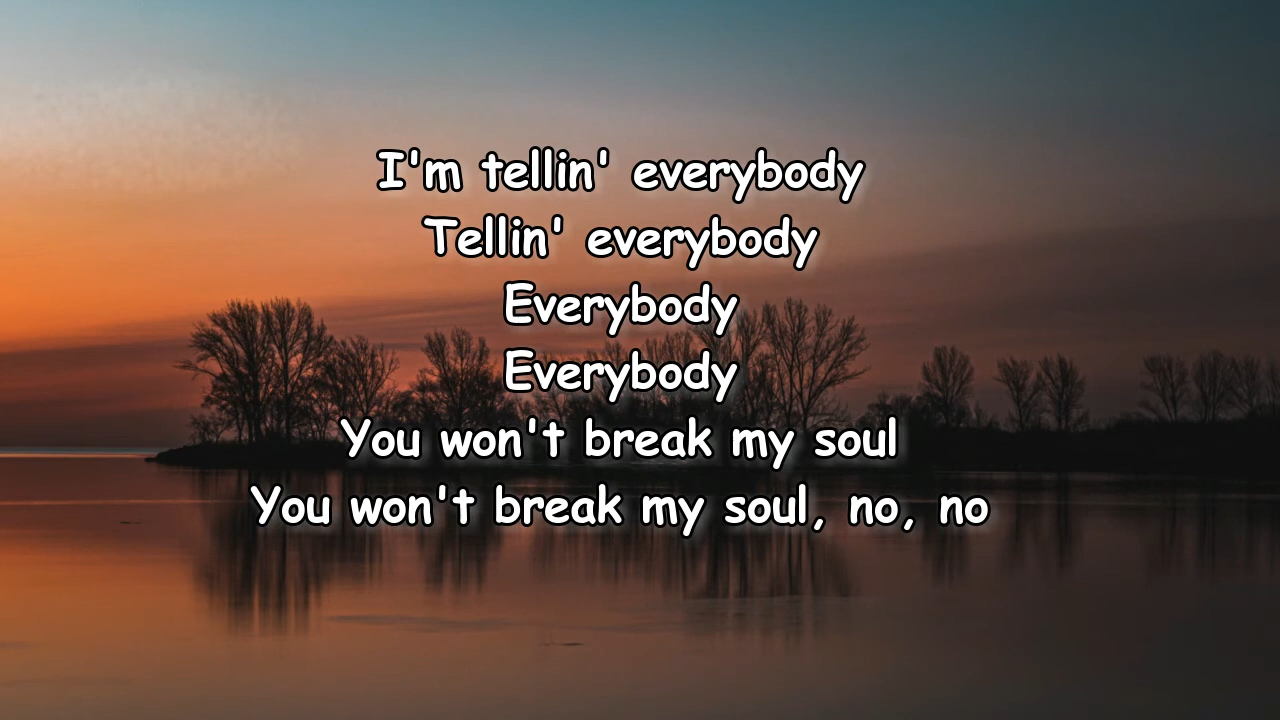 I'm tellin' everybody
Tellin' everybody
Everybody
Everybody
You won't break my soul
You won't break my soul, no, no